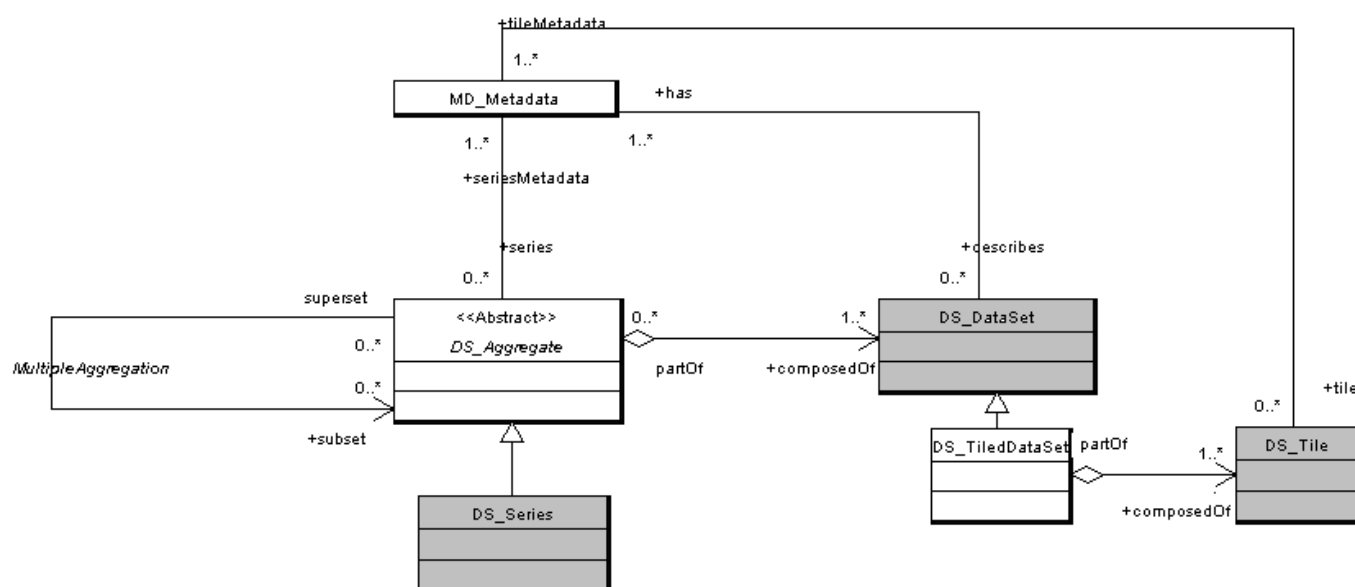 +tileMetadata
1..*
MD_Metadata
+has
1..*
1..*
+seriesMetadata
+series
+describes
0..*
0..*
superset
<<Abstract>>
DS_Aggregate
0..*
1..*
DS_DataSet
0..*
MultipleAggregation
partOf
+composedOf
0..*
+subset
+tile
0..*
DS_TiledDataSet
partOf
1..*
DS_Tile
+composedOf
DS_Series